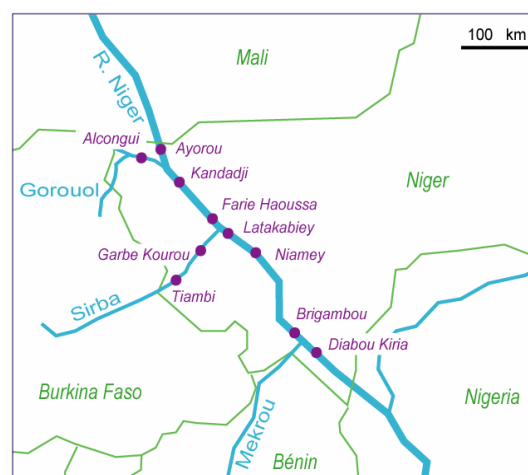 100 km
Mali
R. Niger
Alcongui
Ayorou
Kandadji
Gorouol
Niger
Farie Haoussa
Latakabiey
Garbe Kourou
Niamey
Tiambi
Sirba
Brigambou
Diabou Kiria
Burkina Faso
Nigeria
Mekrou
Bénin